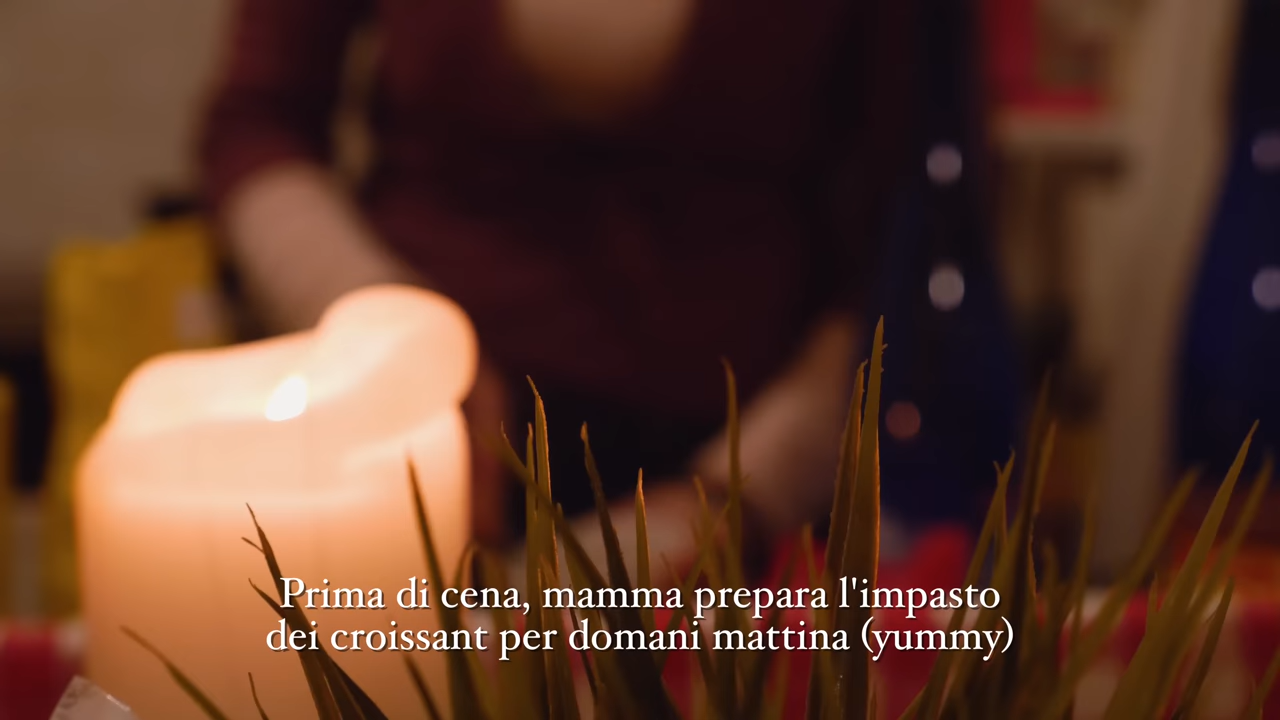 Prima di cena, mamma prepara l'impasto
dei croissant per domani mattina (yummy)